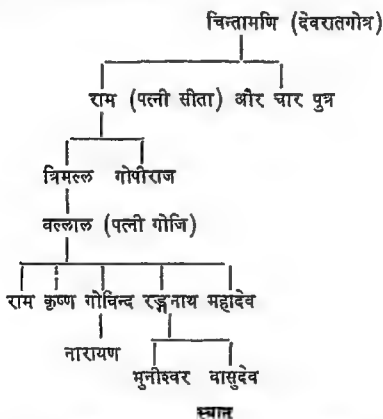 चिन्तामणि (देवरातगोत्र)
राम (पत्नी सीता) और चार पुत्र
त्रिमल्ल गोपीराज
वल्लाल (पत्नी गोजि)
राम कृष्ण गोविन्द रङ्गनाथ महादेव
नारायण
मुनीश्वर वासुदेव
स्थान